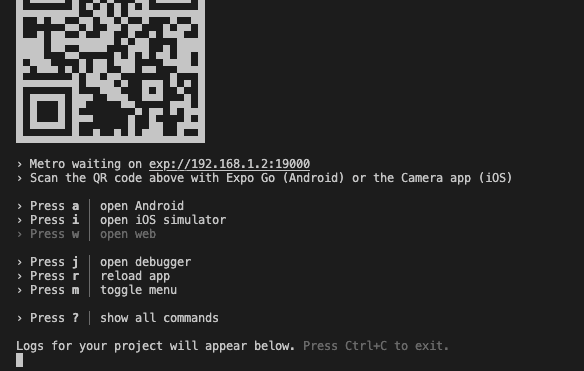 › Metro waiting on exp://192.168.1.2:19000
› Scan the QR code above with Expo Go (Android) or the Camera app (iOS)
› Press a │ open Android
› Press i │ open iOS simulator
› Press w │ open web
› Press j │ open debugger
› Press r │ reload app
› Press m │ toggle menu
› Press ? │ show all commands
Logs for your project will appear below. Press Ctrl+C to exit.